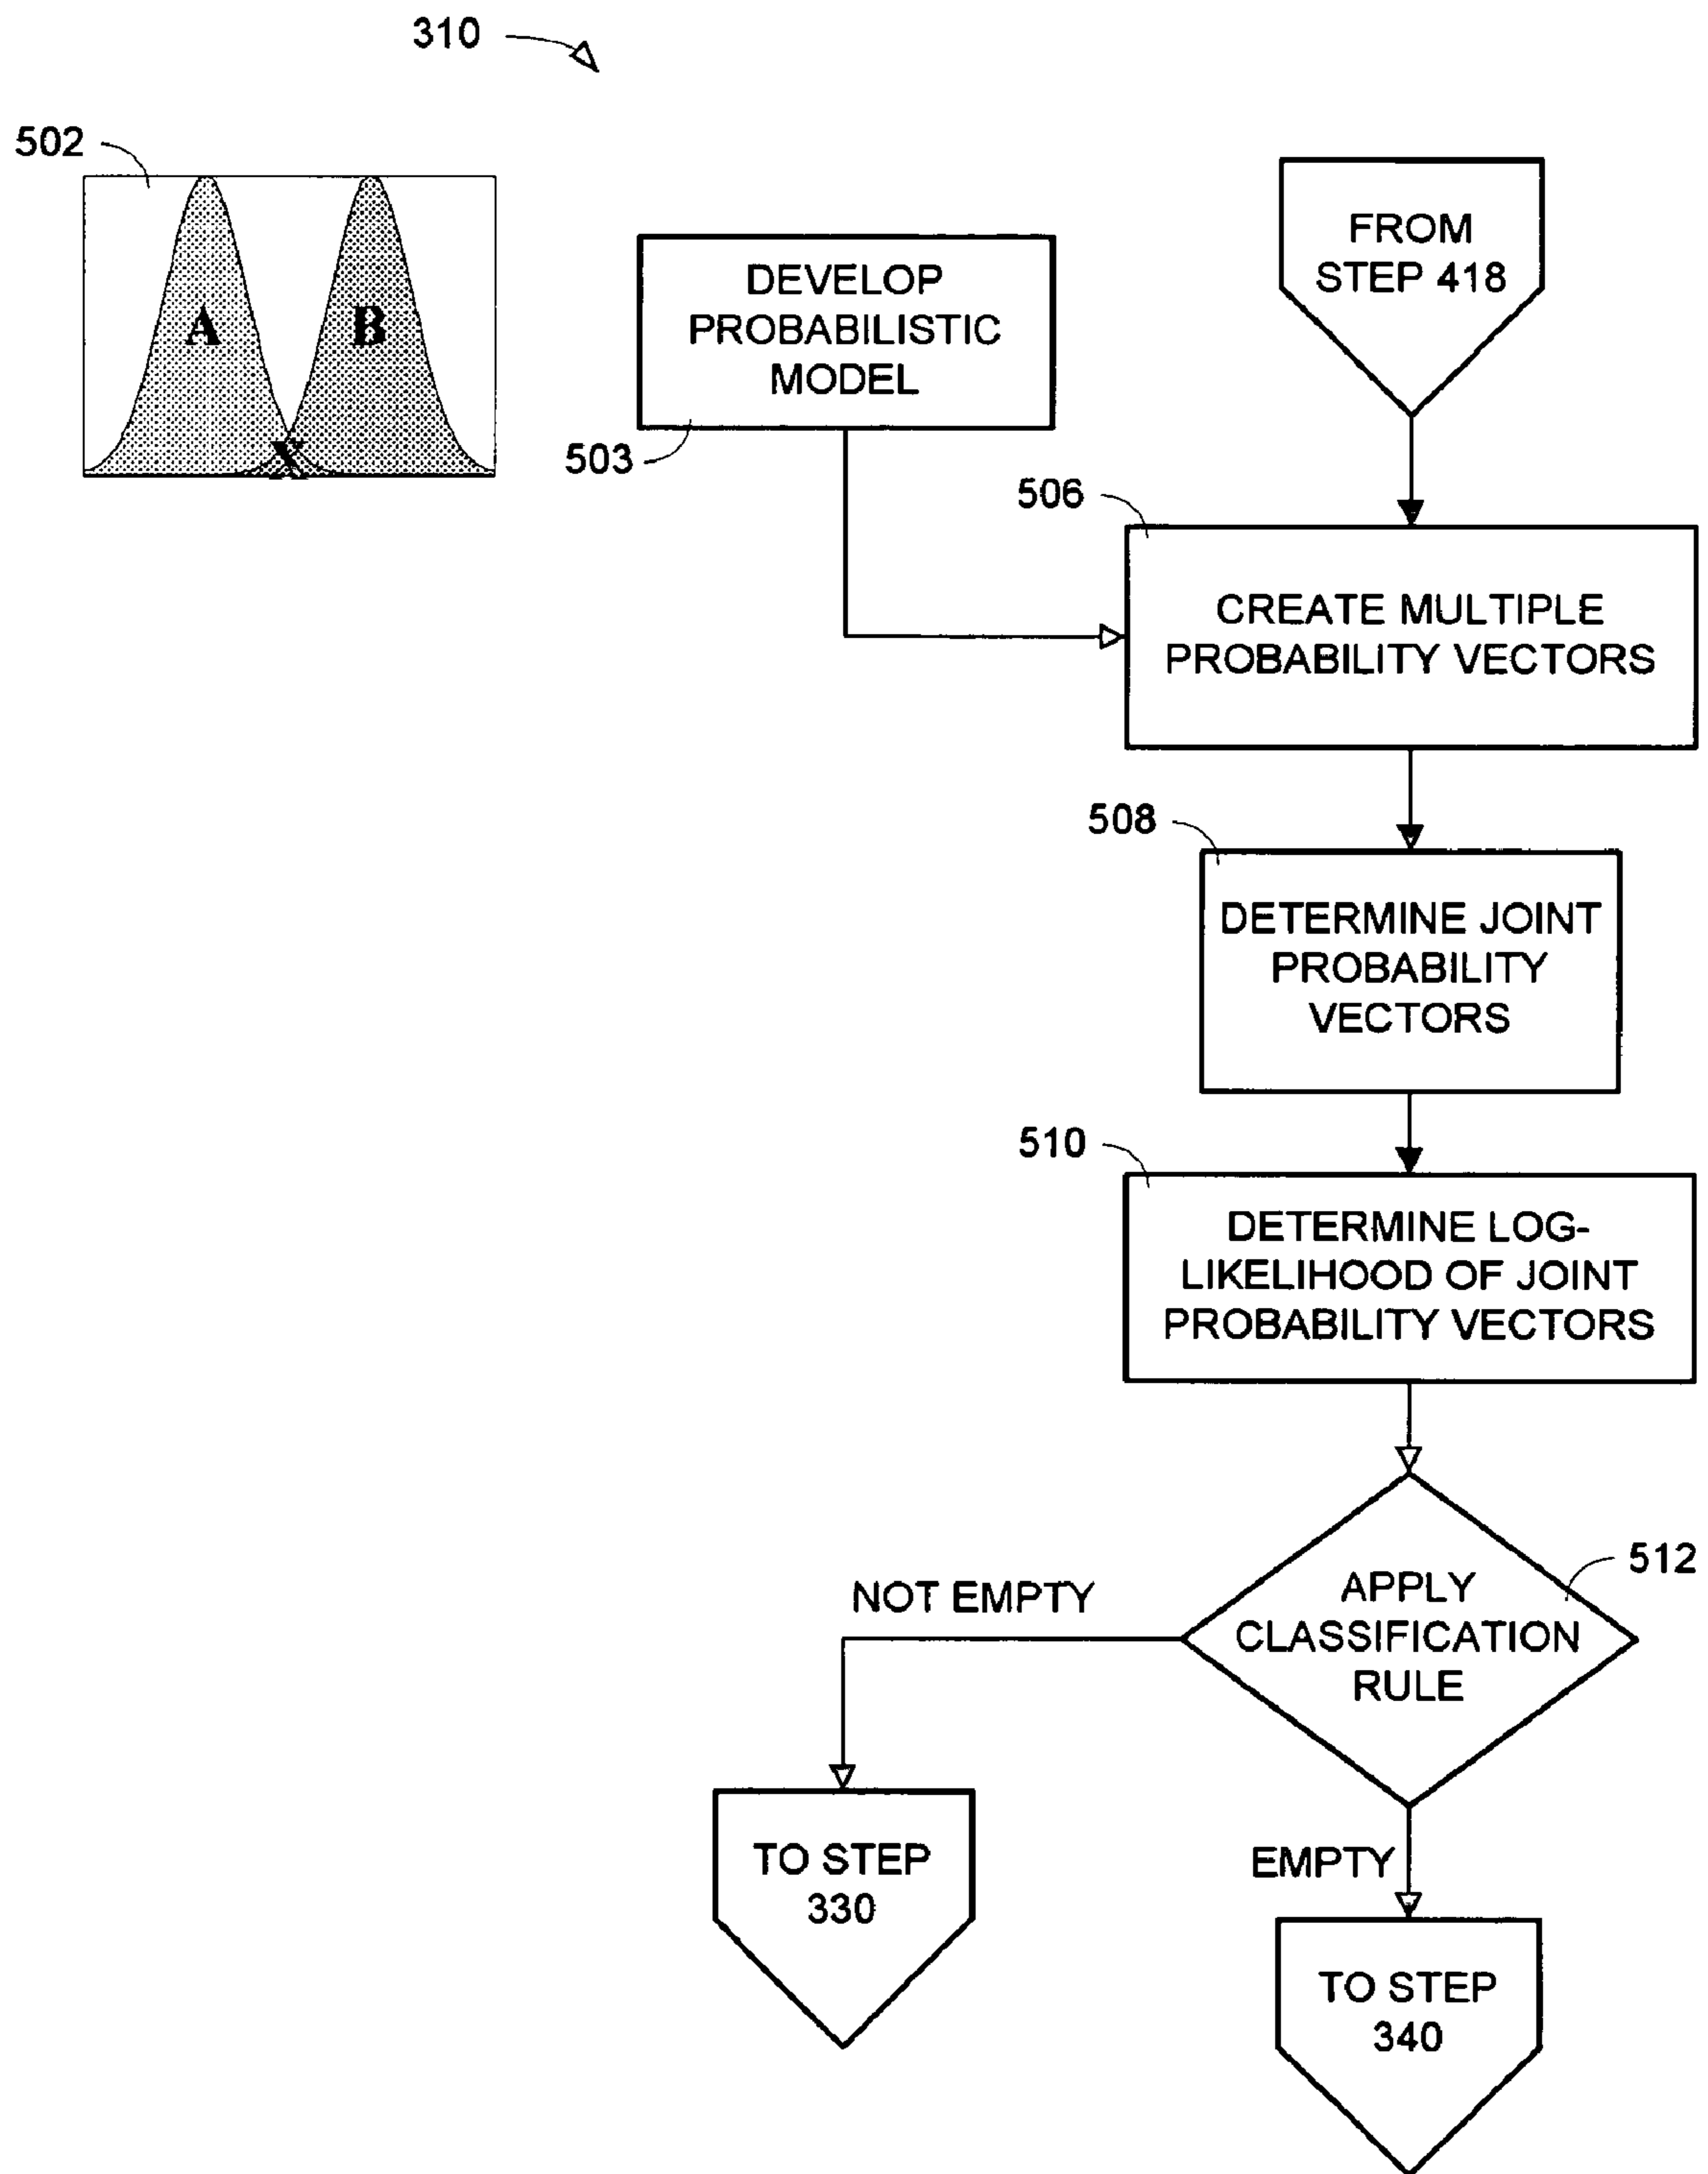 310
502
A
B
X
DEVELOP
PROBABILISTIC
MODEL
503
FROM
STEP 418
506
CREATE MULTIPLE
PROBABILITY VECTORS
508
DETERMINE JOINT
PROBABILITY
VECTORS
510
DETERMINE LOG-
LIKELIHOOD OF JOINT
PROBABILITY VECTORS
512
APPLY
CLASSIFICATION
RULE
NOT EMPTY
TO STEP
330
EMPTY
TO STEP
340